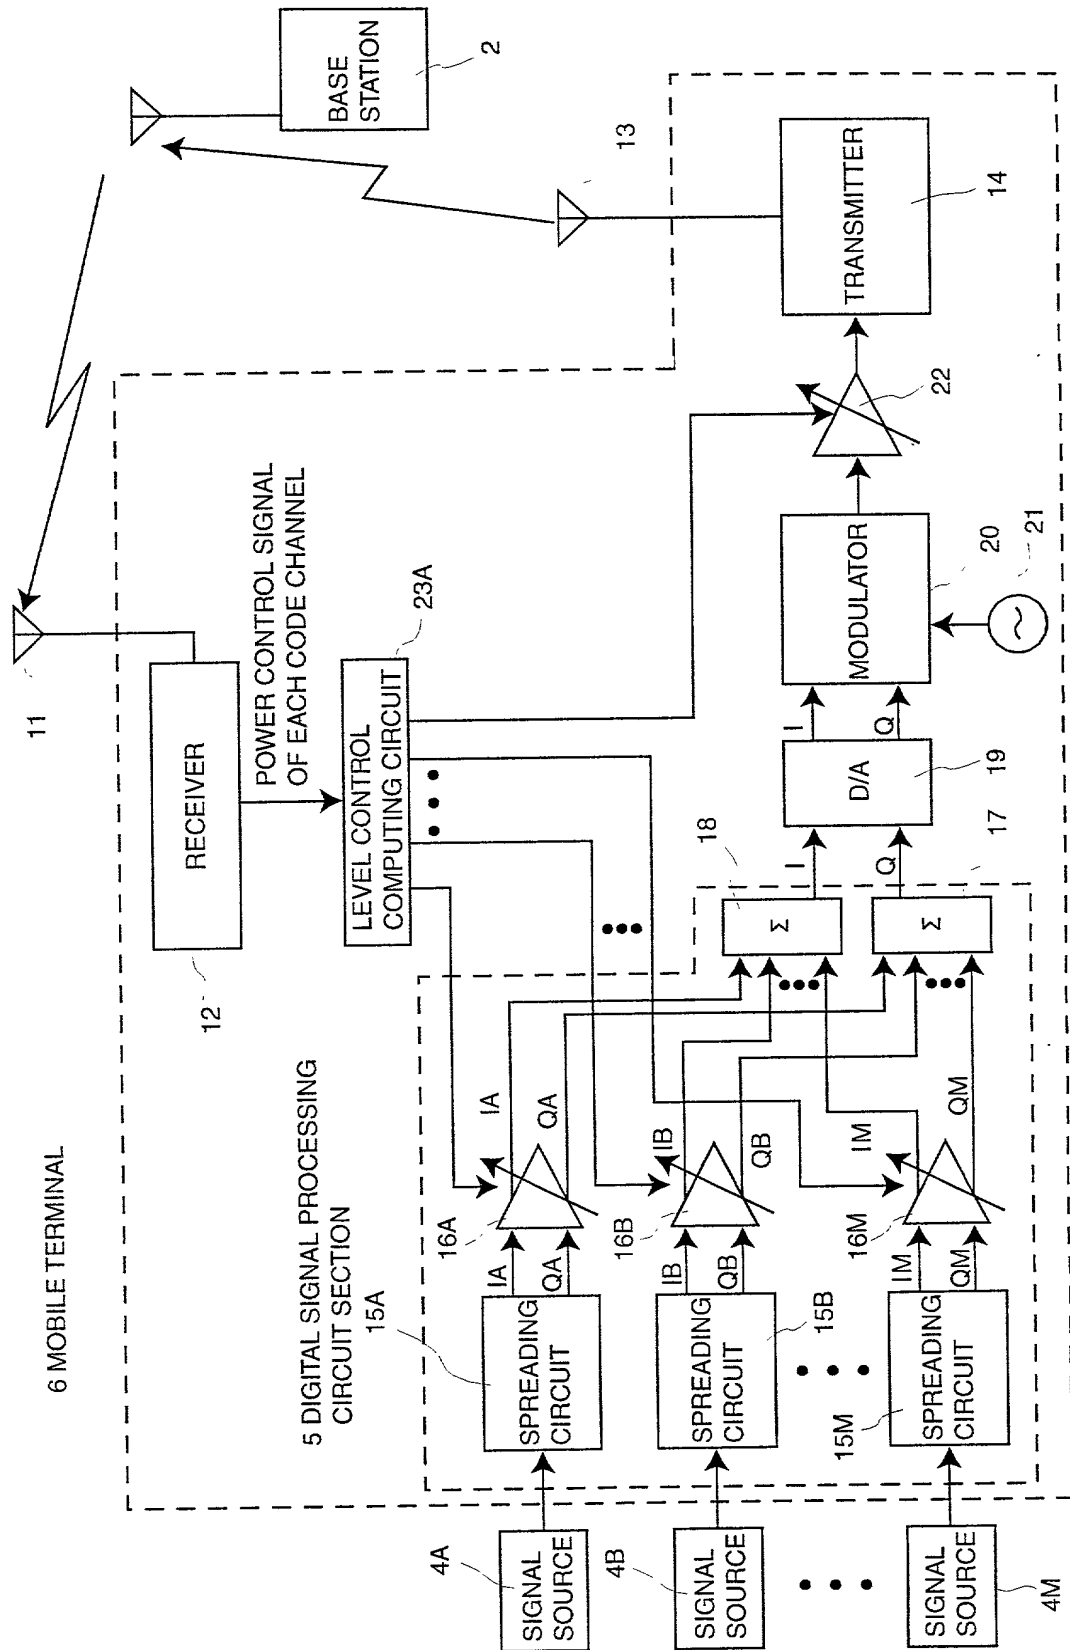 6 MOBILE TERMINAL
11
BASE
STATION
2
RECEIVER
12
POWER CONTROL SIGNAL
OF EACH CODE CHANNEL
13
5 DIGITAL SIGNAL PROCESSING
CIRCUIT SECTION
LEVEL CONTROL
COMPUTING CIRCUIT
23A
4A
SIGNAL
SOURCE
15A
SPREADING
CIRCUIT
IA
QA
16A
IA
QA
4B
SIGNAL
SOURCE
SPREADING
CIRCUIT
15B
IB
QB
16B
IB
QB
SIGNAL
SOURCE
4M
15M
SPREADING
CIRCUIT
IM
QM
16M
IM
QM
18
Σ
Σ
17
I
Q
D/A
19
I
Q
MODULATOR
20
21
~
22
TRANSMITTER
14